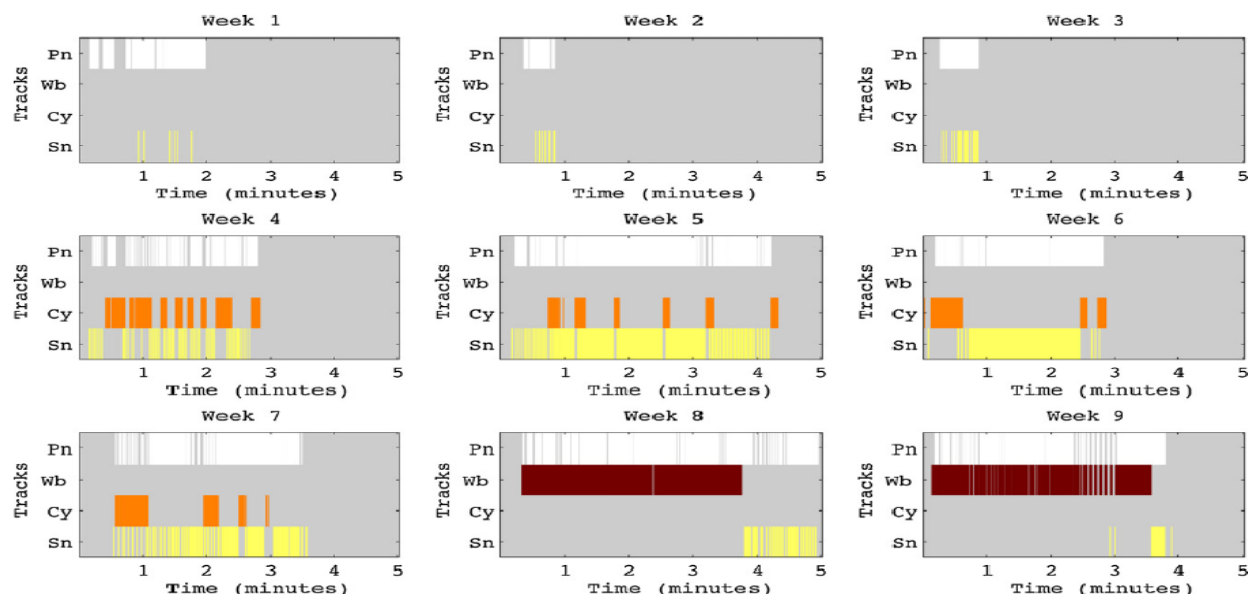 Week 1
Week 2
Week 3
Tracks
Pn
Wb
Cy
Sn
1 2 3 4 5
Time (minutes)
Tracks
Pn
Wb
Cy
Sn
1 2 3 4 5
Time (minutes)
Tracks
Pn
Wb
Cy
Sn
1 2 3 4 5
Time (minutes)
Week 4
Week 5
Week 6
Tracks
Pn
Wb
Cy
Sn
1 2 3 4 5
Time (minutes)
Tracks
Pn
Wb
Cy
Sn
1 2 3 4 5
Time (minutes)
Tracks
Pn
Wb
Cy
Sn
1 2 3 4 5
Time (minutes)
Week 7
Week 8
Week 9
Tracks
Pn
Wb
Cy
Sn
1 2 3 4 5
Time (minutes)
Tracks
Pn
Wb
Cy
Sn
1 2 3 4 5
Time (minutes)
Tracks
Pn
Wb
Cy
Sn
1 2 3 4 5
Time (minutes)